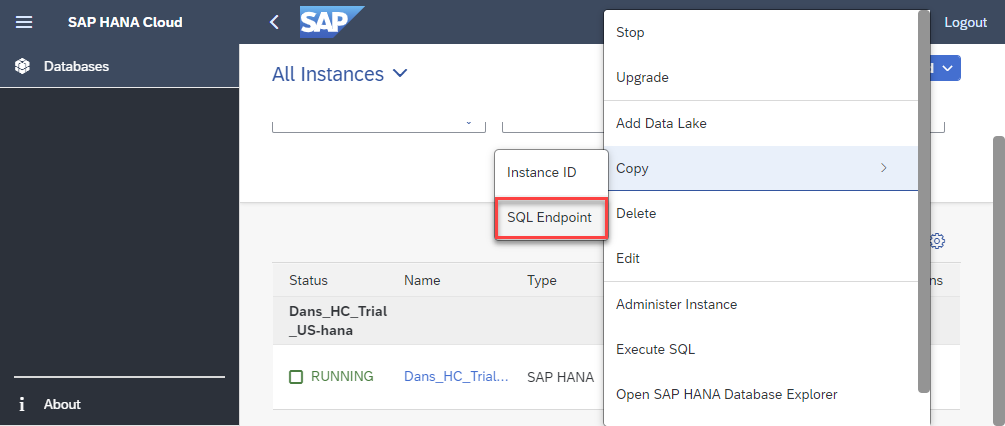 SAP HANA Cloud
SAP
Logout
Databases
All Instances
Stop
Upgrade
Add Data Lake
Copy
Instance ID
SQL Endpoint
Delete
Edit
Administer Instance
Execute SQL
Open SAP HANA Database Explorer
Status Name Type
Dans_HC_Trial
_US-hana
RUNNING Dans_HC_Trial... SAP HANA
About